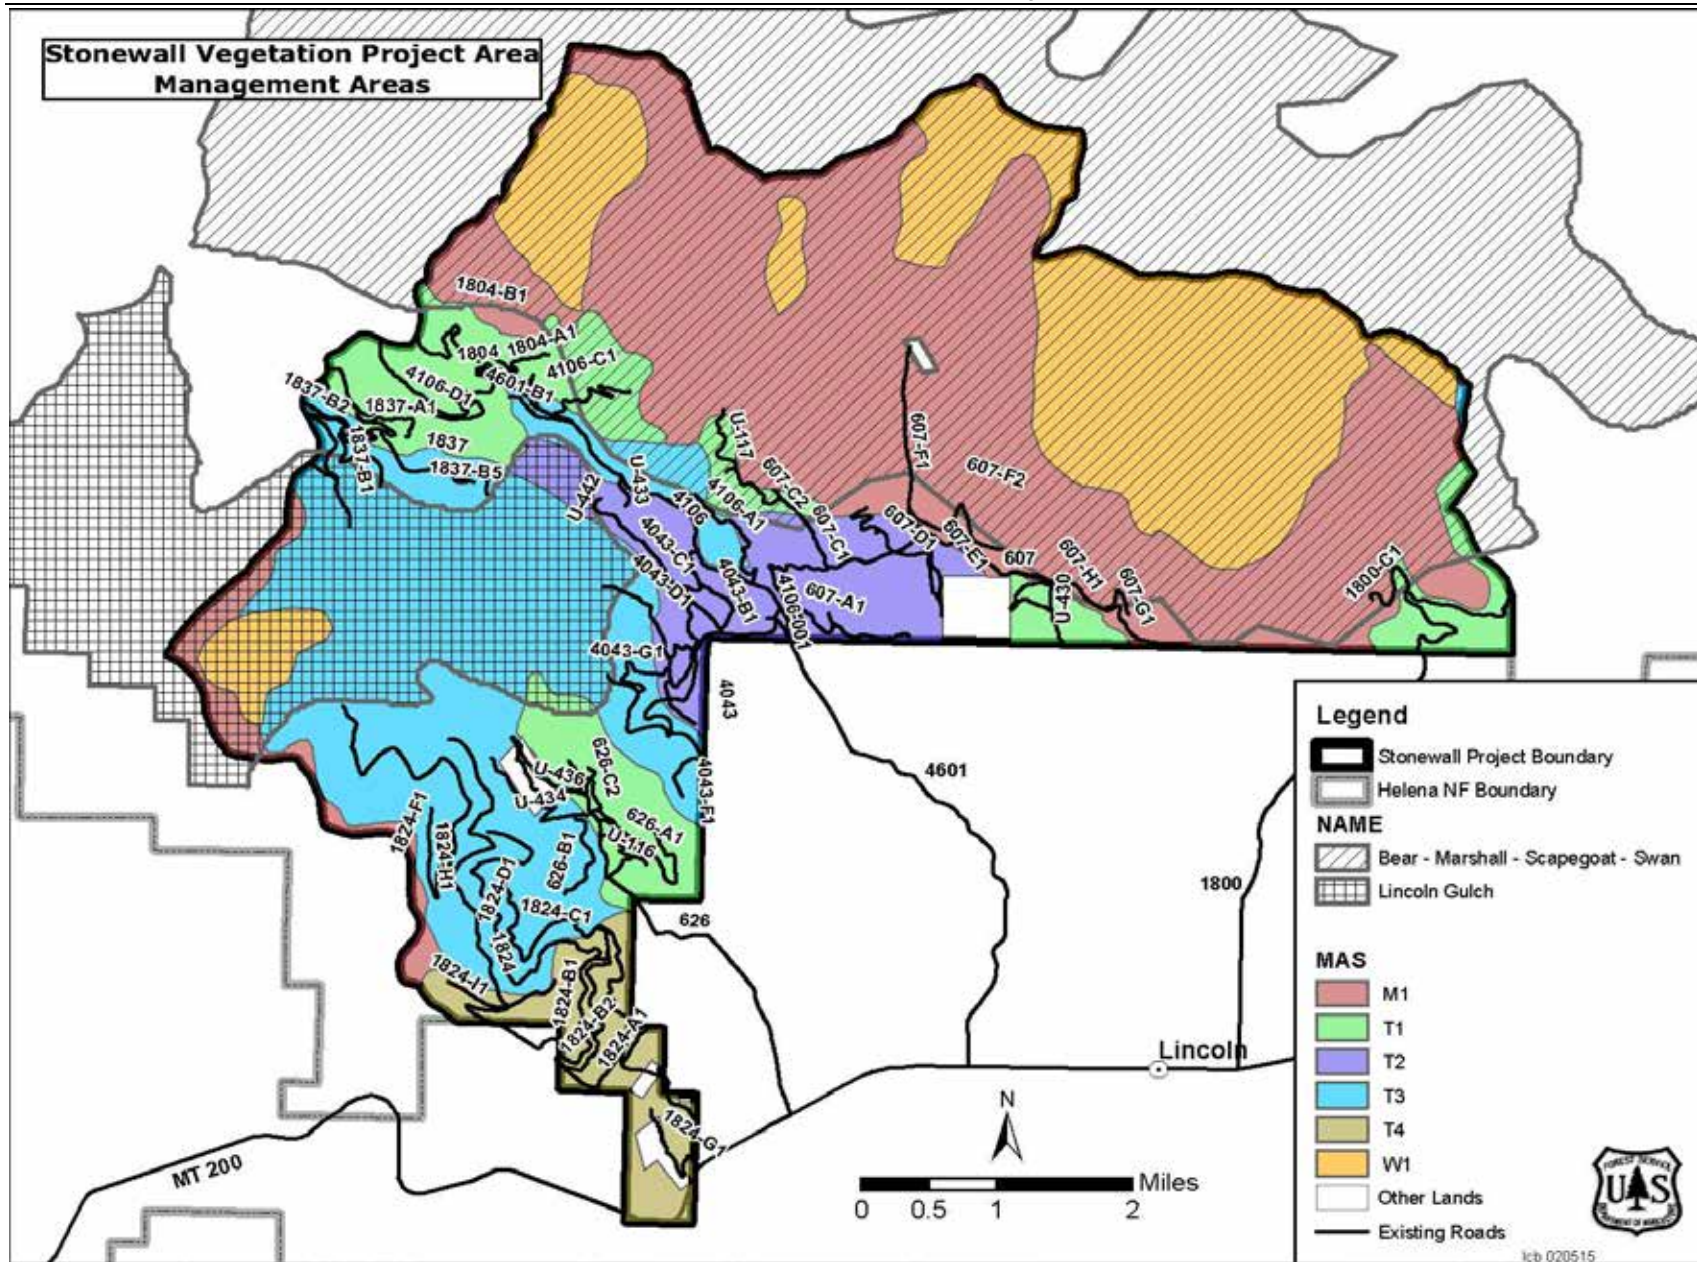 Stonewall Vegetation Project Area
Management Areas
1804-B1
1804
1804-A1
4106-C1
4601-B1
4106-D1
1837-B2
1837-A1
1837
1837-B1
1837-B5
U-117
607-F1
607-F2
607-C2
U-433
U-442
4106
4106-A1
607-C1
607-D1
607-E1
607
607-H1
607-G1
U-430
1800-C1
4043-C1
4043-D1
4043-B1
4106-001
607-A1
4043-G1
4043
4043-F1
626-C2
U-436
U-434
626-A1
U-116
626-B1
1824-F1
1824-H1
1824-D1
1824-C1
1824
1824-I1
1824-B1
1824-B2
1824-A1
1824-G1
626
4601
1800
Lincoln
MT 200
N
Miles
0 0.5 1 2
Legend
Stonewall Project Boundary
Helena NF Boundary
NAME
Bear - Marshall - Scapegoat - Swan
Lincoln Gulch
MAS
M1
T1
T2
T3
T4
W1
Other Lands
Existing Roads
FOREST SERVICE
U S
DEPARTMENT OF AGRICULTURE
lcb 020515